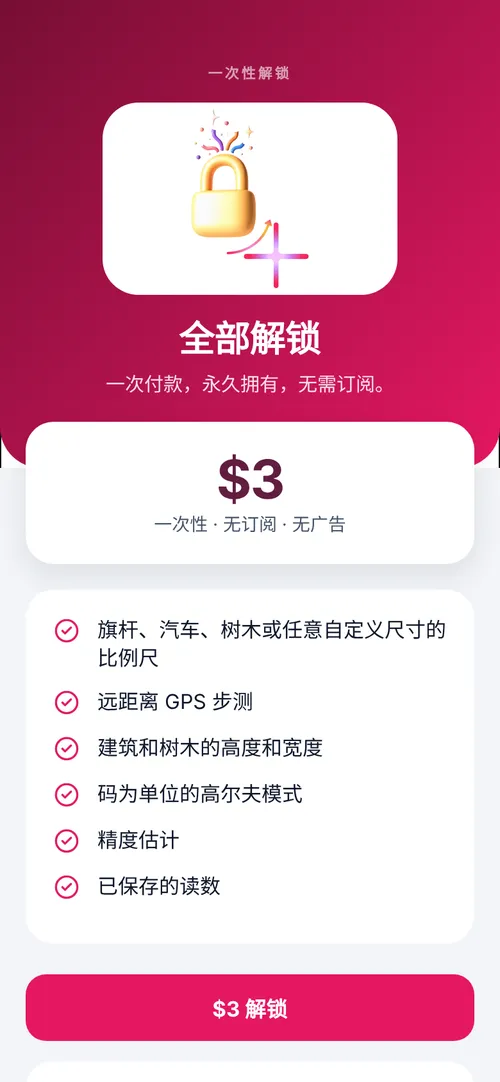 一次性解锁
全部解锁
一次付款，永久拥有，无需订阅。
$3
一次性 · 无订阅 · 无广告
旗杆、汽车、树木或任意自定义尺寸的
比例尺
远距离 GPS 步测
建筑和树木的高度和宽度
码为单位的高尔夫模式
精度估计
已保存的读数
$3 解锁